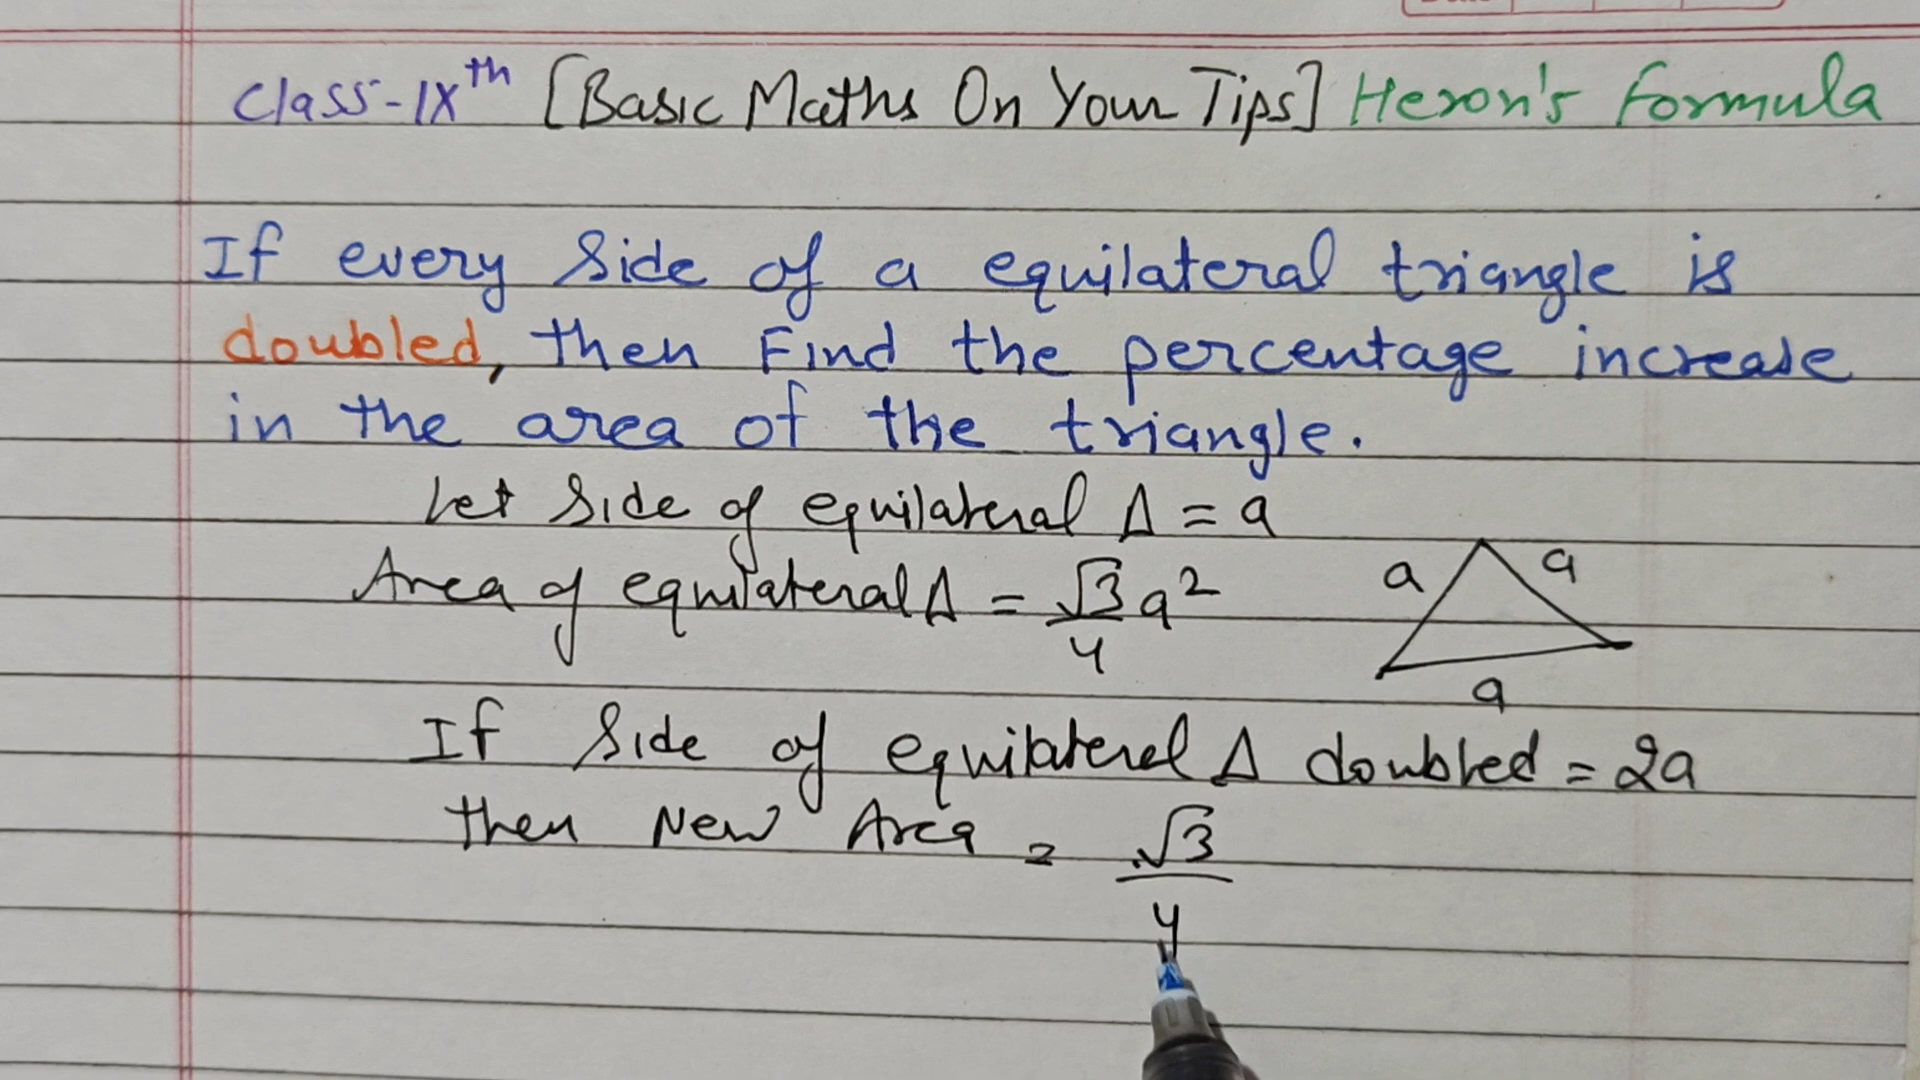 Class-IXth [Basic Maths On Your Tips] Heron's Formula
If every side of a equilateral triangle is
doubled, then Find the percentage increase
in the area of the triangle.
Let side of equilateral Δ = a
Area of equilateral Δ = √3/4 a²
a a
a
If side of equilateral Δ doubled = 2a
then New Area = √3/4